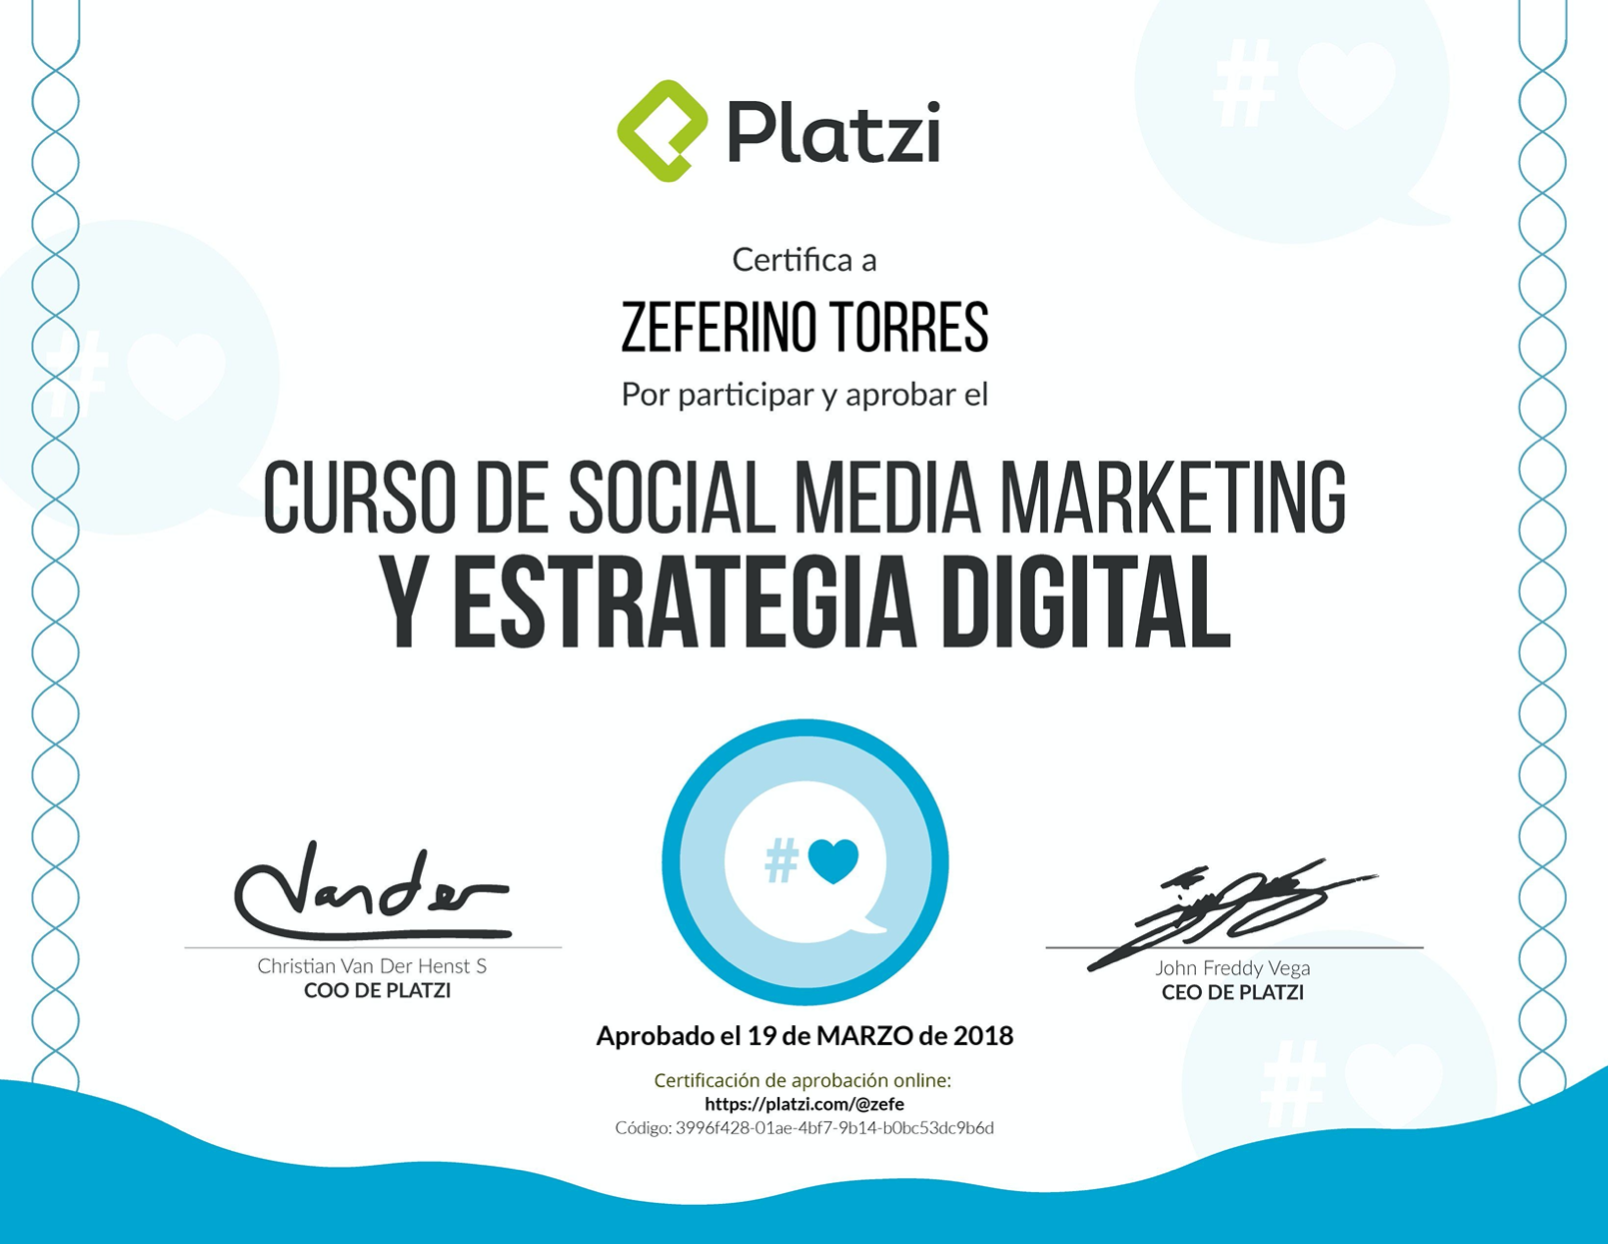 Platzi
Certifica a
ZEFERINO TORRES
Por participar y aprobar el
CURSO DE SOCIAL MEDIA MARKETING
Y ESTRATEGIA DIGITAL
#
#
#
Vander
Christian Van Der Henst S
COO DE PLATZI
John Freddy Vega
CEO DE PLATZI
Aprobado el 19 de MARZO de 2018
Certificación de aprobación online:
https://platzi.com/@zefe
Código: 3996f428-01ae-4bf7-9b14-b0bc53dc9b6d
#